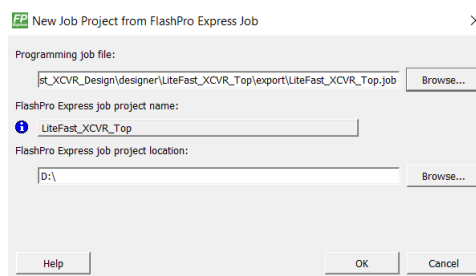 FP New Job Project from FlashPro Express Job
Programming job file:
st_XCVR_Design\designer\LiteFast_XCVR_Top\export\LiteFast_XCVR_Top.job Browse...
FlashPro Express job project name:
LiteFast_XCVR_Top
FlashPro Express job project location:
D:\ Browse...
Help OK Cancel